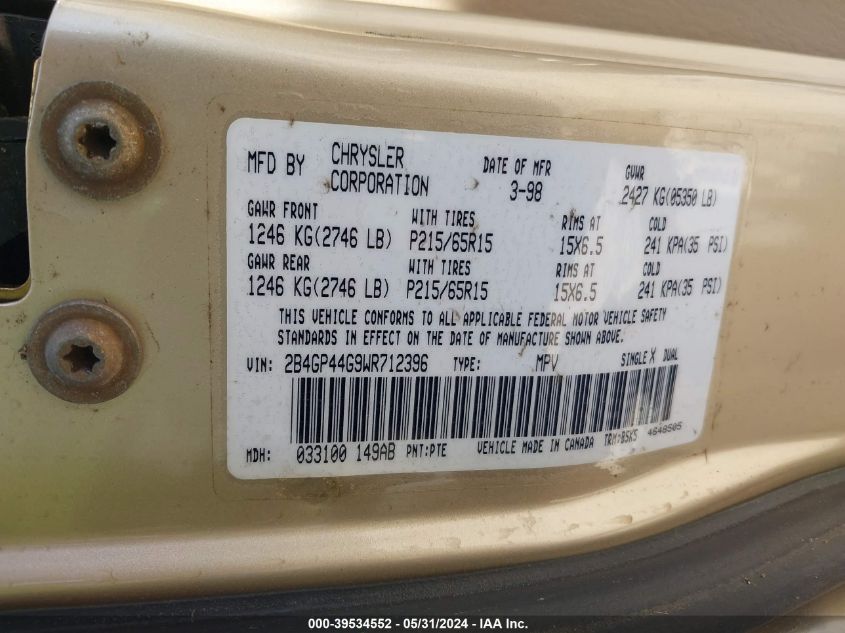 MFD BY CHRYSLER CORPORATION DATE OF MFR 3-98 GVWR 2427 KG(05350 LB)
GAWR FRONT WITH TIRES RIMS AT COLD
1246 KG(2746 LB) P215/65R15 15X6.5 241 KPA(35 PSI)
GAWR REAR WITH TIRES RIMS AT COLD
1246 KG(2746 LB) P215/65R15 15X6.5 241 KPA(35 PSI)
THIS VEHICLE CONFORMS TO ALL APPLICABLE FEDERAL MOTOR VEHICLE SAFETY
STANDARDS IN EFFECT ON THE DATE OF MANUFACTURE SHOWN ABOVE.
VIN: 2B4GP44G9WR712396 TYPE: MPV SINGLE X DUAL
MDH: 033100 149AB PNT:PTE VEHICLE MADE IN CANADA TRM:B5K5 4648505
000-39534552 / 05/31/2024 - IAA Inc.